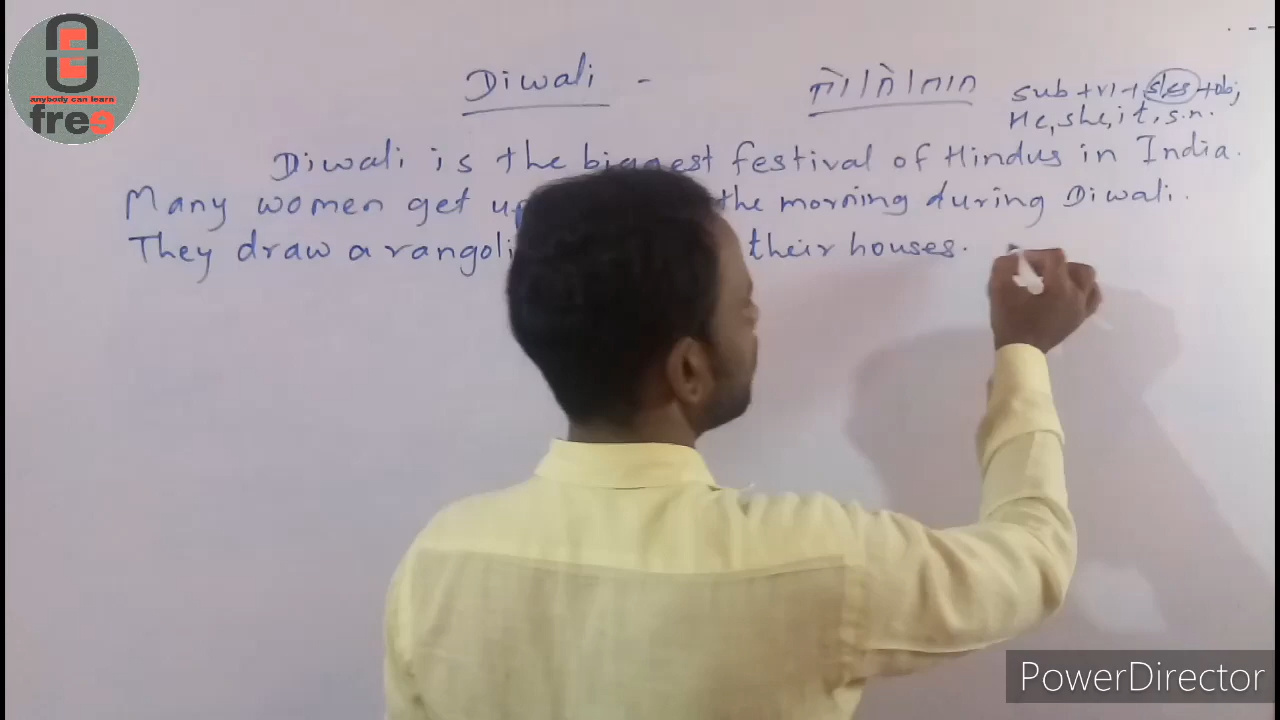 anybody can learn
free
Diwali - तो/ते/तात
sub + v1 + s/es + obj
He, she, it, s.n.
Diwali is the biggest festival of Hindus in India.
Many women get up the morning during Diwali.
They draw a rangoli their houses.
PowerDirector